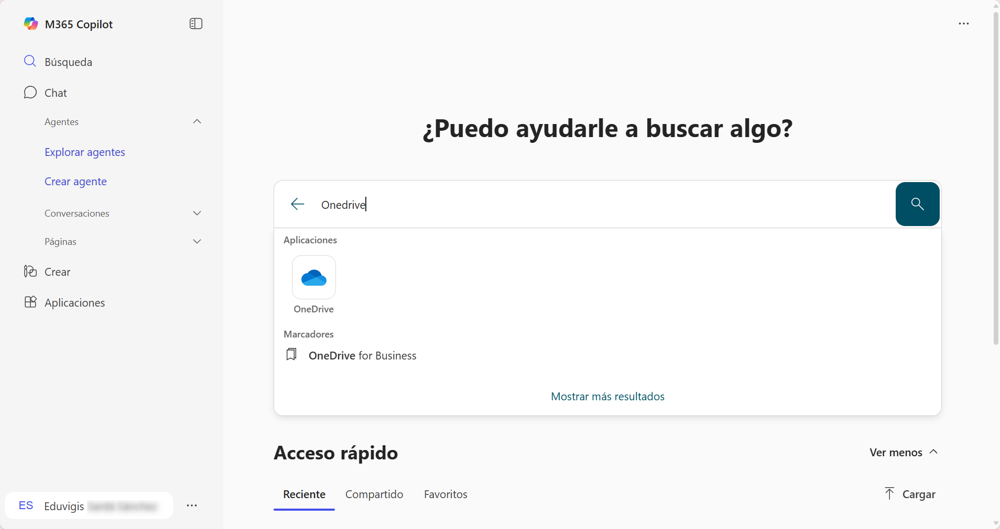 M365 Copilot
Búsqueda
Chat
Agentes
Explorar agentes
Crear agente
Conversaciones
Páginas
Crear
Aplicaciones
ES Eduvigis
¿Puedo ayudarle a buscar algo?
Onedrive
Aplicaciones
OneDrive
Marcadores
OneDrive for Business
Mostrar más resultados
Acceso rápido
Ver menos
Reciente Compartido Favoritos
Cargar